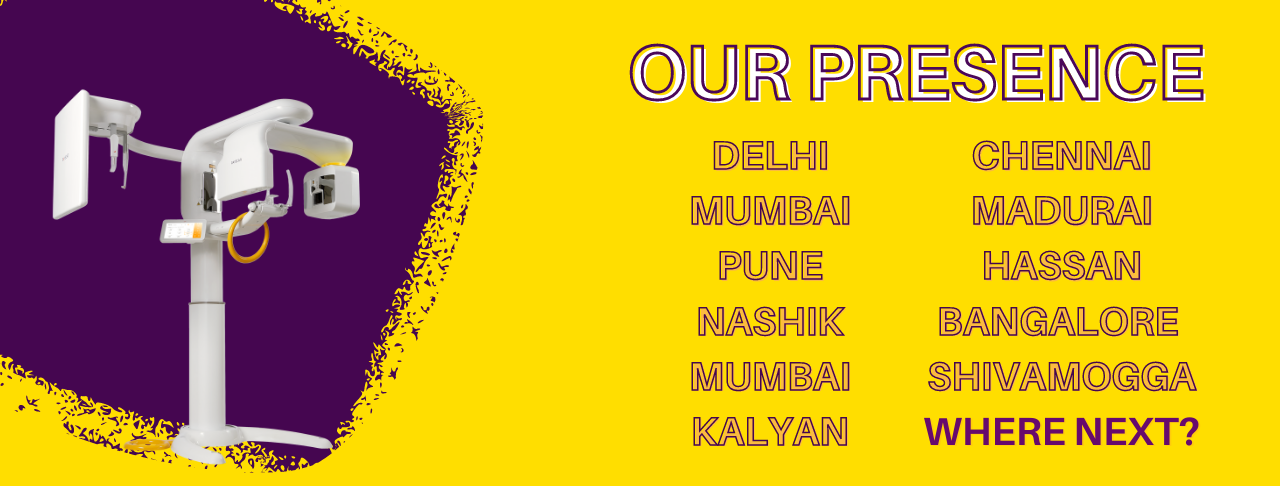 OUR PRESENCE
DELHI
MUMBAI
PUNE
NASHIK
MUMBAI
KALYAN
CHENNAI
MADURAI
HASSAN
BANGALORE
SHIVAMOGGA
WHERE NEXT?